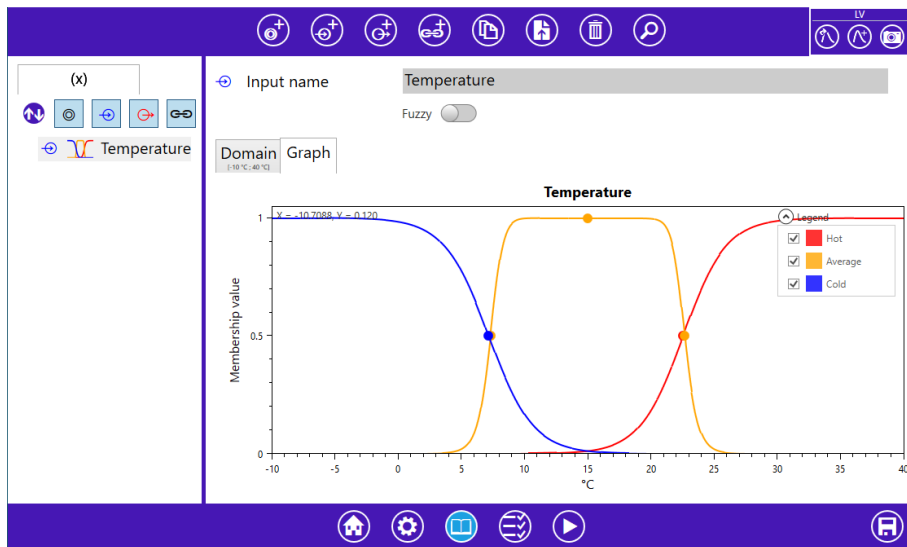 LV
(x)
Input name
Temperature
Fuzzy
Temperature
Domain
[-10 °C ; 40 °C]
Graph
Temperature
X = -10.7088, Y = 0.120
Legend
Hot
Average
Cold
Membership value
1
0.5
0
-10 -5 0 5 10 15 20 25 30 35 40
°C